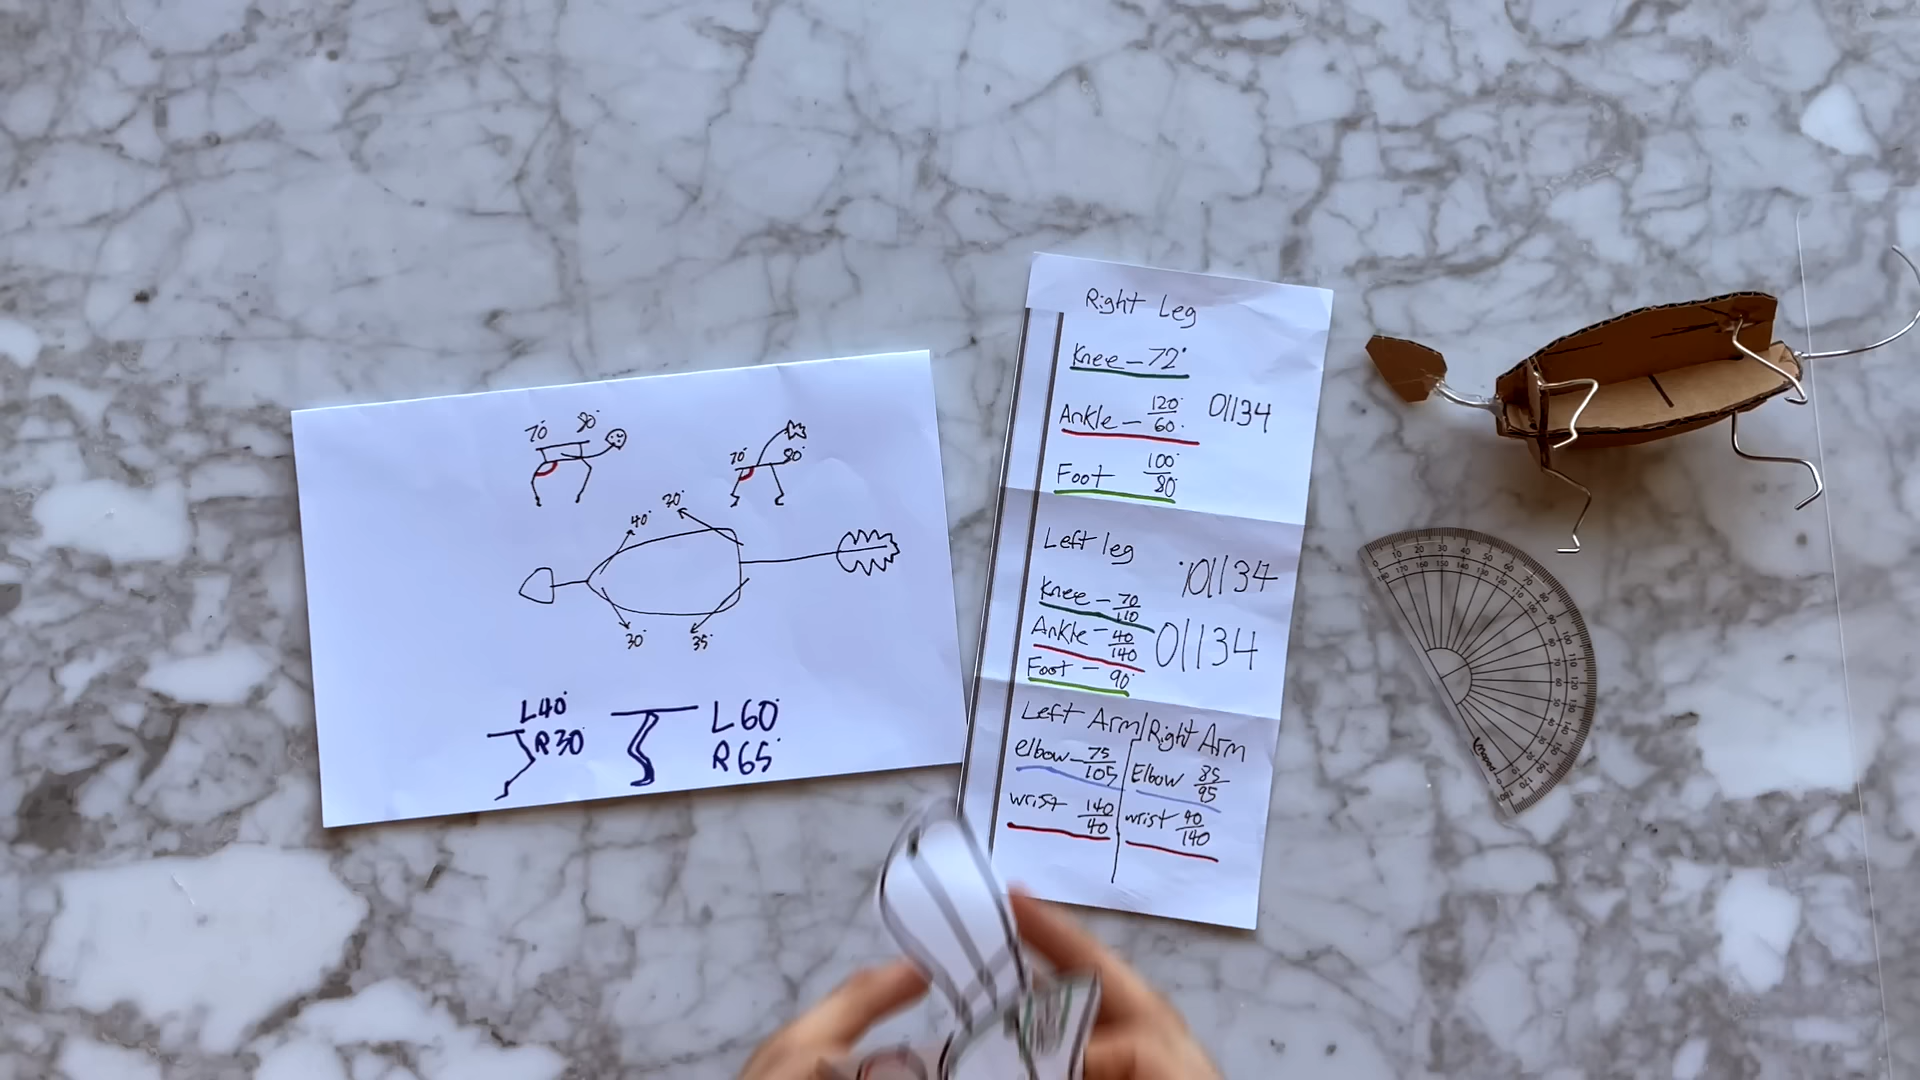 70° 80°
70° 80°
40° 20°
30° 35°
L40°
R30°
L60°
R65°
Right Leg
Knee - 72°
Ankle - 120°/60° 01134
Foot 100°/80°
Left leg 01134
Knee - 70/110
Ankle - 40/140 01134
Foot - 90°
Left Arm/Right Arm
elbow - 75/105 Elbow 85/95
wrist 140/40 wrist 40/140